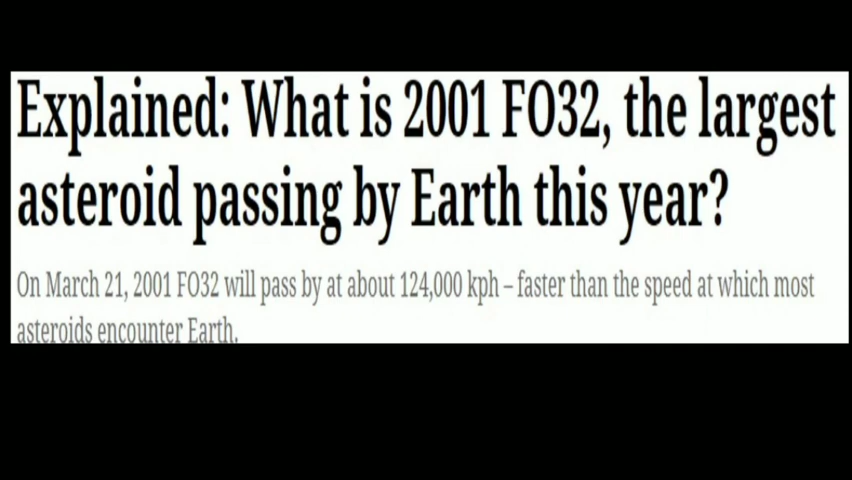 Explained: What is 2001 FO32, the largest
asteroid passing by Earth this year?
On March 21, 2001 FO32 will pass by at about 124,000 kph – faster than the speed at which most
asteroids encounter Earth.